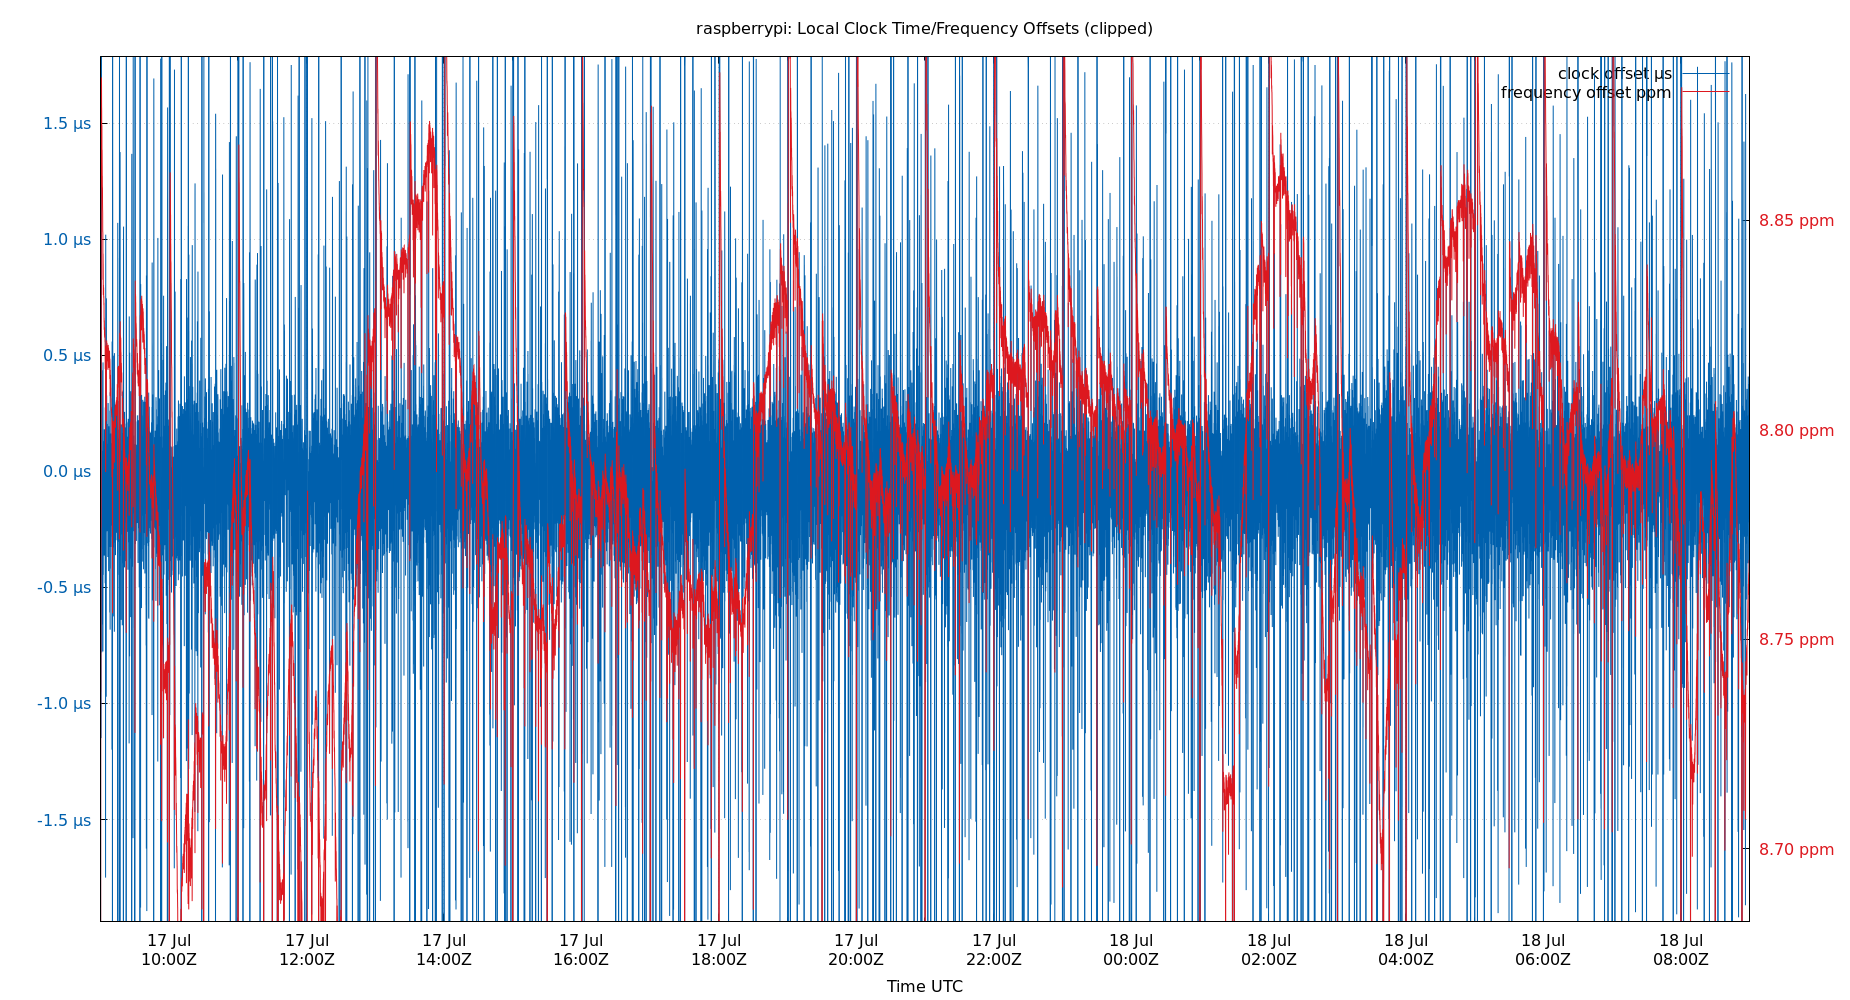 raspberrypi: Local Clock Time/Frequency Offsets (clipped)
clock offset µs
frequency offset ppm
1.5 µs
1.0 µs
0.5 µs
0.0 µs
-0.5 µs
-1.0 µs
-1.5 µs
8.85 ppm
8.80 ppm
8.75 ppm
8.70 ppm
17 Jul 17 Jul 17 Jul 17 Jul 17 Jul 17 Jul 17 Jul 18 Jul 18 Jul 18 Jul 18 Jul 18 Jul
10:00Z 12:00Z 14:00Z 16:00Z 18:00Z 20:00Z 22:00Z 00:00Z 02:00Z 04:00Z 06:00Z 08:00Z
Time UTC